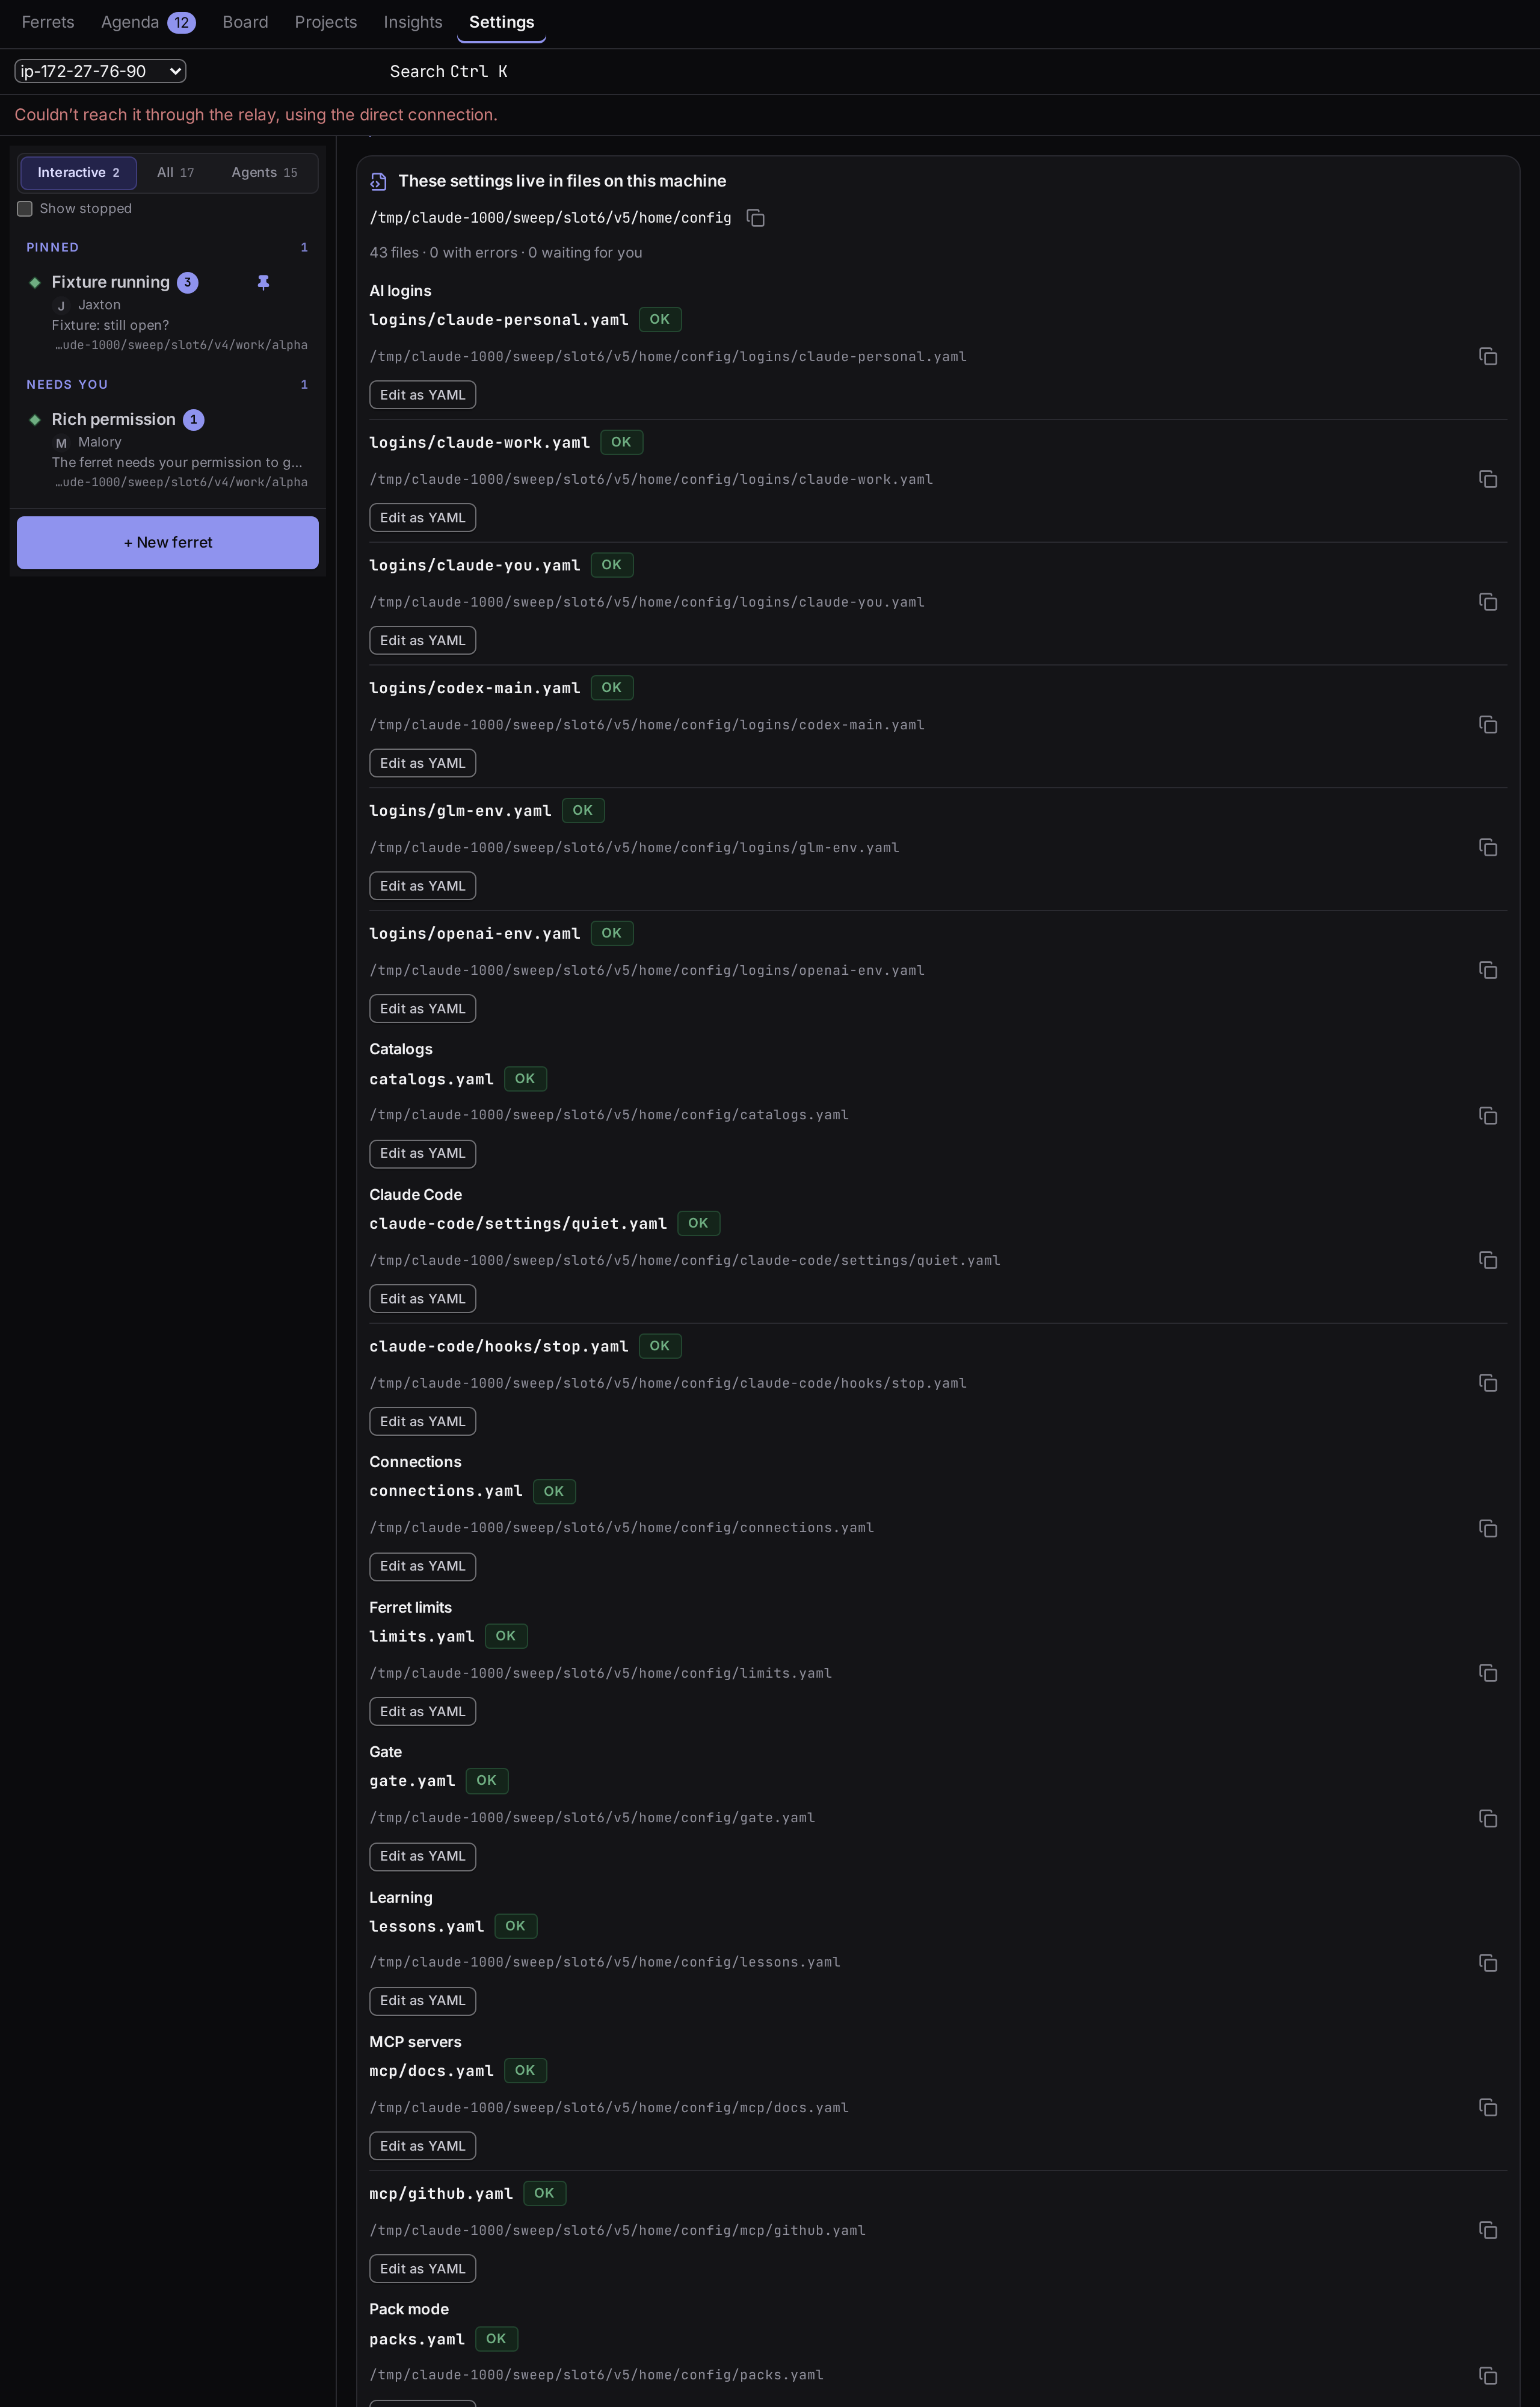 Ferrets Agenda 12 Board Projects Insights Settings
ip-172-27-76-90 Search Ctrl K
Couldn’t reach it through the relay, using the direct connection.
Interactive 2 All 17 Agents 15
Show stopped
PINNED 1
Fixture running 3
J Jaxton
Fixture: still open?
…ude-1000/sweep/slot6/v4/work/alpha
NEEDS YOU 1
Rich permission 1
M Malory
The ferret needs your permission to g…
…ude-1000/sweep/slot6/v4/work/alpha
+ New ferret
These settings live in files on this machine
/tmp/claude-1000/sweep/slot6/v5/home/config
43 files · 0 with errors · 0 waiting for you
AI logins
logins/claude-personal.yaml OK
/tmp/claude-1000/sweep/slot6/v5/home/config/logins/claude-personal.yaml
Edit as YAML
logins/claude-work.yaml OK
/tmp/claude-1000/sweep/slot6/v5/home/config/logins/claude-work.yaml
Edit as YAML
logins/claude-you.yaml OK
/tmp/claude-1000/sweep/slot6/v5/home/config/logins/claude-you.yaml
Edit as YAML
logins/codex-main.yaml OK
/tmp/claude-1000/sweep/slot6/v5/home/config/logins/codex-main.yaml
Edit as YAML
logins/glm-env.yaml OK
/tmp/claude-1000/sweep/slot6/v5/home/config/logins/glm-env.yaml
Edit as YAML
logins/openai-env.yaml OK
/tmp/claude-1000/sweep/slot6/v5/home/config/logins/openai-env.yaml
Edit as YAML
Catalogs
catalogs.yaml OK
/tmp/claude-1000/sweep/slot6/v5/home/config/catalogs.yaml
Edit as YAML
Claude Code
claude-code/settings/quiet.yaml OK
/tmp/claude-1000/sweep/slot6/v5/home/config/claude-code/settings/quiet.yaml
Edit as YAML
claude-code/hooks/stop.yaml OK
/tmp/claude-1000/sweep/slot6/v5/home/config/claude-code/hooks/stop.yaml
Edit as YAML
Connections
connections.yaml OK
/tmp/claude-1000/sweep/slot6/v5/home/config/connections.yaml
Edit as YAML
Ferret limits
limits.yaml OK
/tmp/claude-1000/sweep/slot6/v5/home/config/limits.yaml
Edit as YAML
Gate
gate.yaml OK
/tmp/claude-1000/sweep/slot6/v5/home/config/gate.yaml
Edit as YAML
Learning
lessons.yaml OK
/tmp/claude-1000/sweep/slot6/v5/home/config/lessons.yaml
Edit as YAML
MCP servers
mcp/docs.yaml OK
/tmp/claude-1000/sweep/slot6/v5/home/config/mcp/docs.yaml
Edit as YAML
mcp/github.yaml OK
/tmp/claude-1000/sweep/slot6/v5/home/config/mcp/github.yaml
Edit as YAML
Pack mode
packs.yaml OK
/tmp/claude-1000/sweep/slot6/v5/home/config/packs.yaml